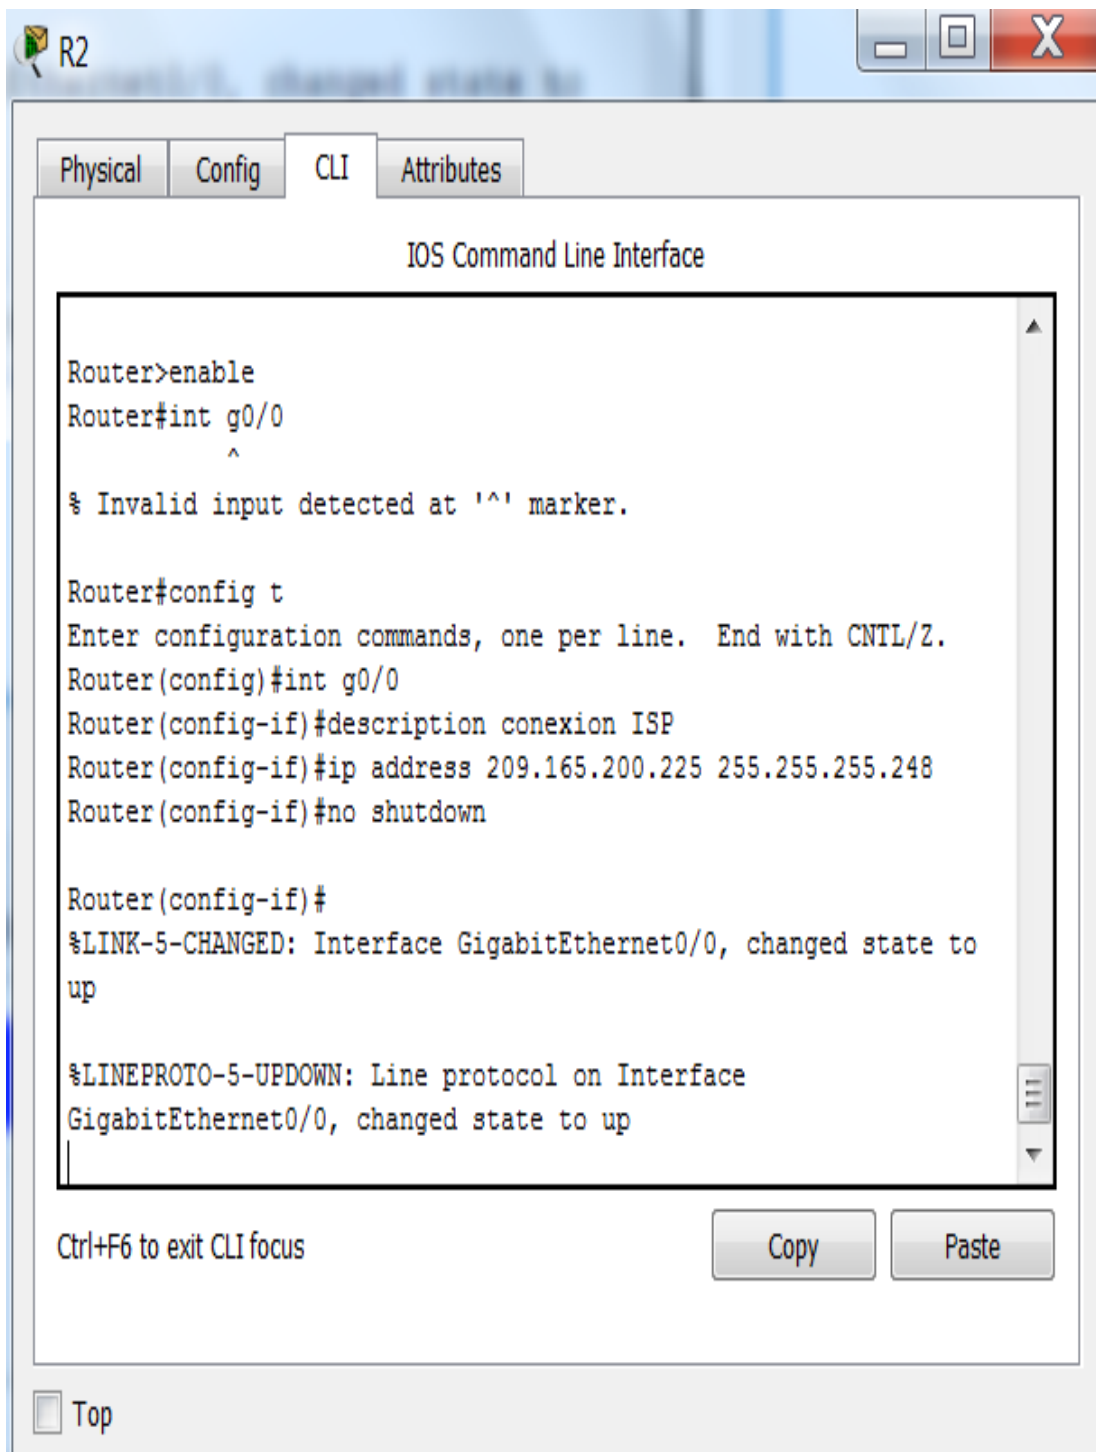 R2
changed state to
Physical Config CLI Attributes
IOS Command Line Interface
Router>enable
Router#int g0/0
^
% Invalid input detected at '^' marker.
Router#config t
Enter configuration commands, one per line.  End with CNTL/Z.
Router(config)#int g0/0
Router(config-if)#description conexion ISP
Router(config-if)#ip address 209.165.200.225 255.255.255.248
Router(config-if)#no shutdown
Router(config-if)#
%LINK-5-CHANGED: Interface GigabitEthernet0/0, changed state to
up
%LINEPROTO-5-UPDOWN: Line protocol on Interface
GigabitEthernet0/0, changed state to up
Ctrl+F6 to exit CLI focus
Copy Paste
Top